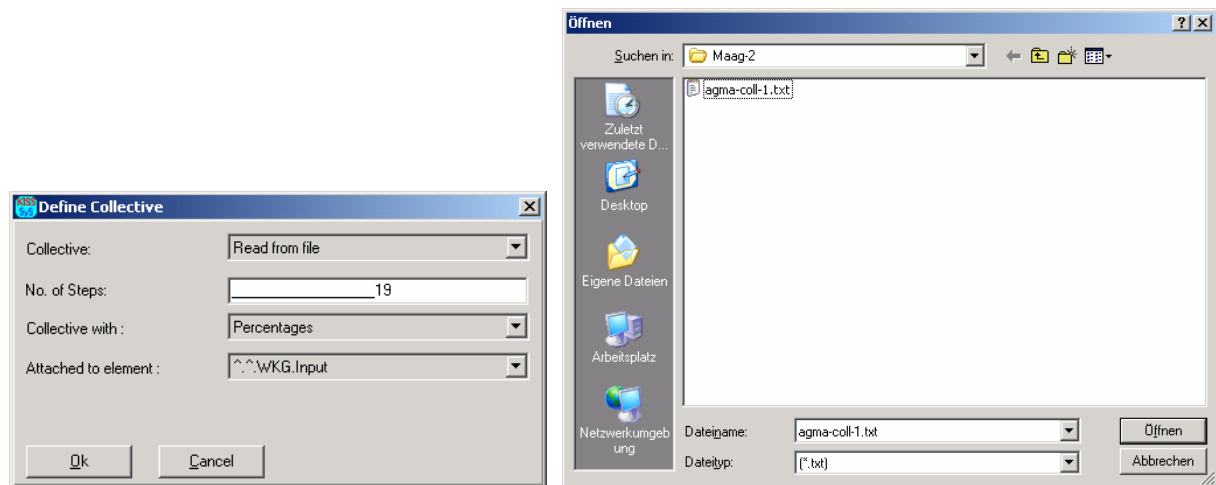 Define Collective
Collective:
Read from file
No. of Steps:
___________________19
Collective with :
Percentages
Attached to element :
^.^.WKG.Input
Ok
Cancel
Öffnen
Suchen in:
Maag-2
agma-coll-1.txt
Zuletzt
verwendete D...
Desktop
Eigene Dateien
Arbeitsplatz
Netzwerkumgeb
ung
Dateiname:
agma-coll-1.txt
Öffnen
Dateityp:
(*.txt)
Abbrechen